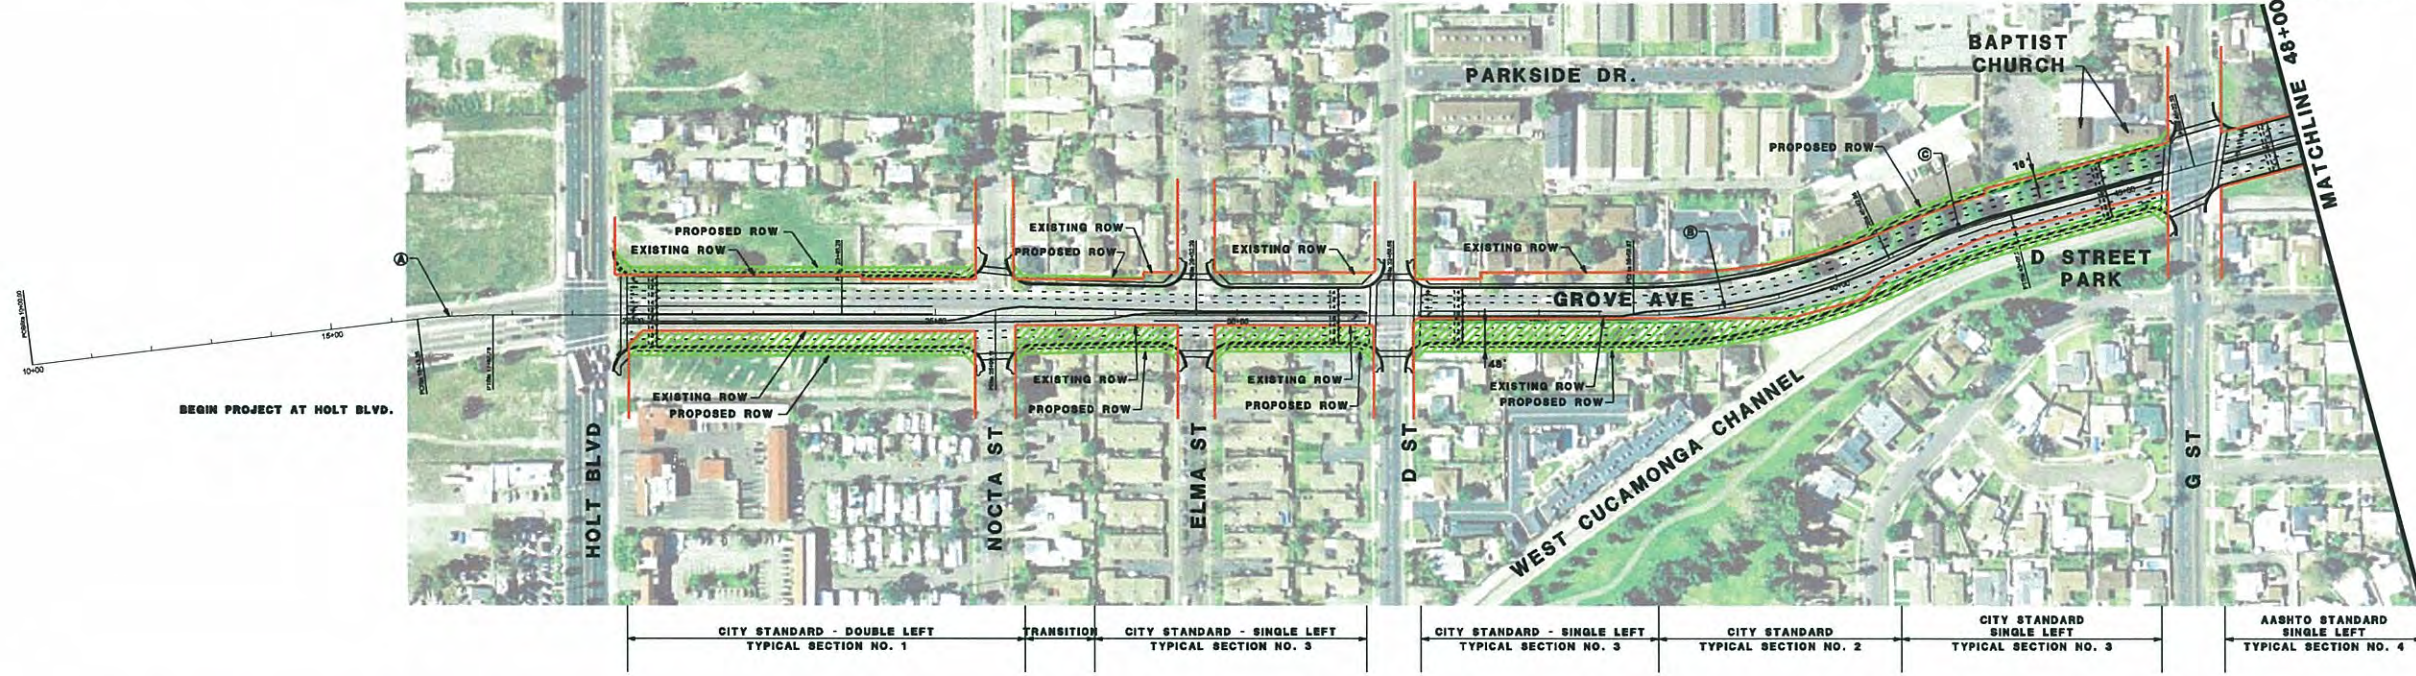 BAPTIST
CHURCH
PARKSIDE DR.
MATCHLINE 48+00
PROPOSED ROW
Ⓒ
76'
PROPOSED ROW
EXISTING ROW
EXISTING ROW
PROPOSED ROW
EXISTING ROW
EXISTING ROW
Ⓑ
D STREET
PARK
Ⓐ
GROVE AVE
10+00
15+00
48'
BEGIN PROJECT AT HOLT BLVD.
EXISTING ROW
PROPOSED ROW
EXISTING ROW
PROPOSED ROW
EXISTING ROW
PROPOSED ROW
EXISTING ROW
PROPOSED ROW
HOLT BLVD
NOCTA ST
ELMA ST
D ST
WEST CUCAMONGA CHANNEL
G ST
CITY STANDARD - DOUBLE LEFT
TYPICAL SECTION NO. 1
TRANSITION
CITY STANDARD - SINGLE LEFT
TYPICAL SECTION NO. 3
CITY STANDARD - SINGLE LEFT
TYPICAL SECTION NO. 3
CITY STANDARD
TYPICAL SECTION NO. 2
CITY STANDARD
SINGLE LEFT
TYPICAL SECTION NO. 3
AASHTO STANDARD
SINGLE LEFT
TYPICAL SECTION NO. 4